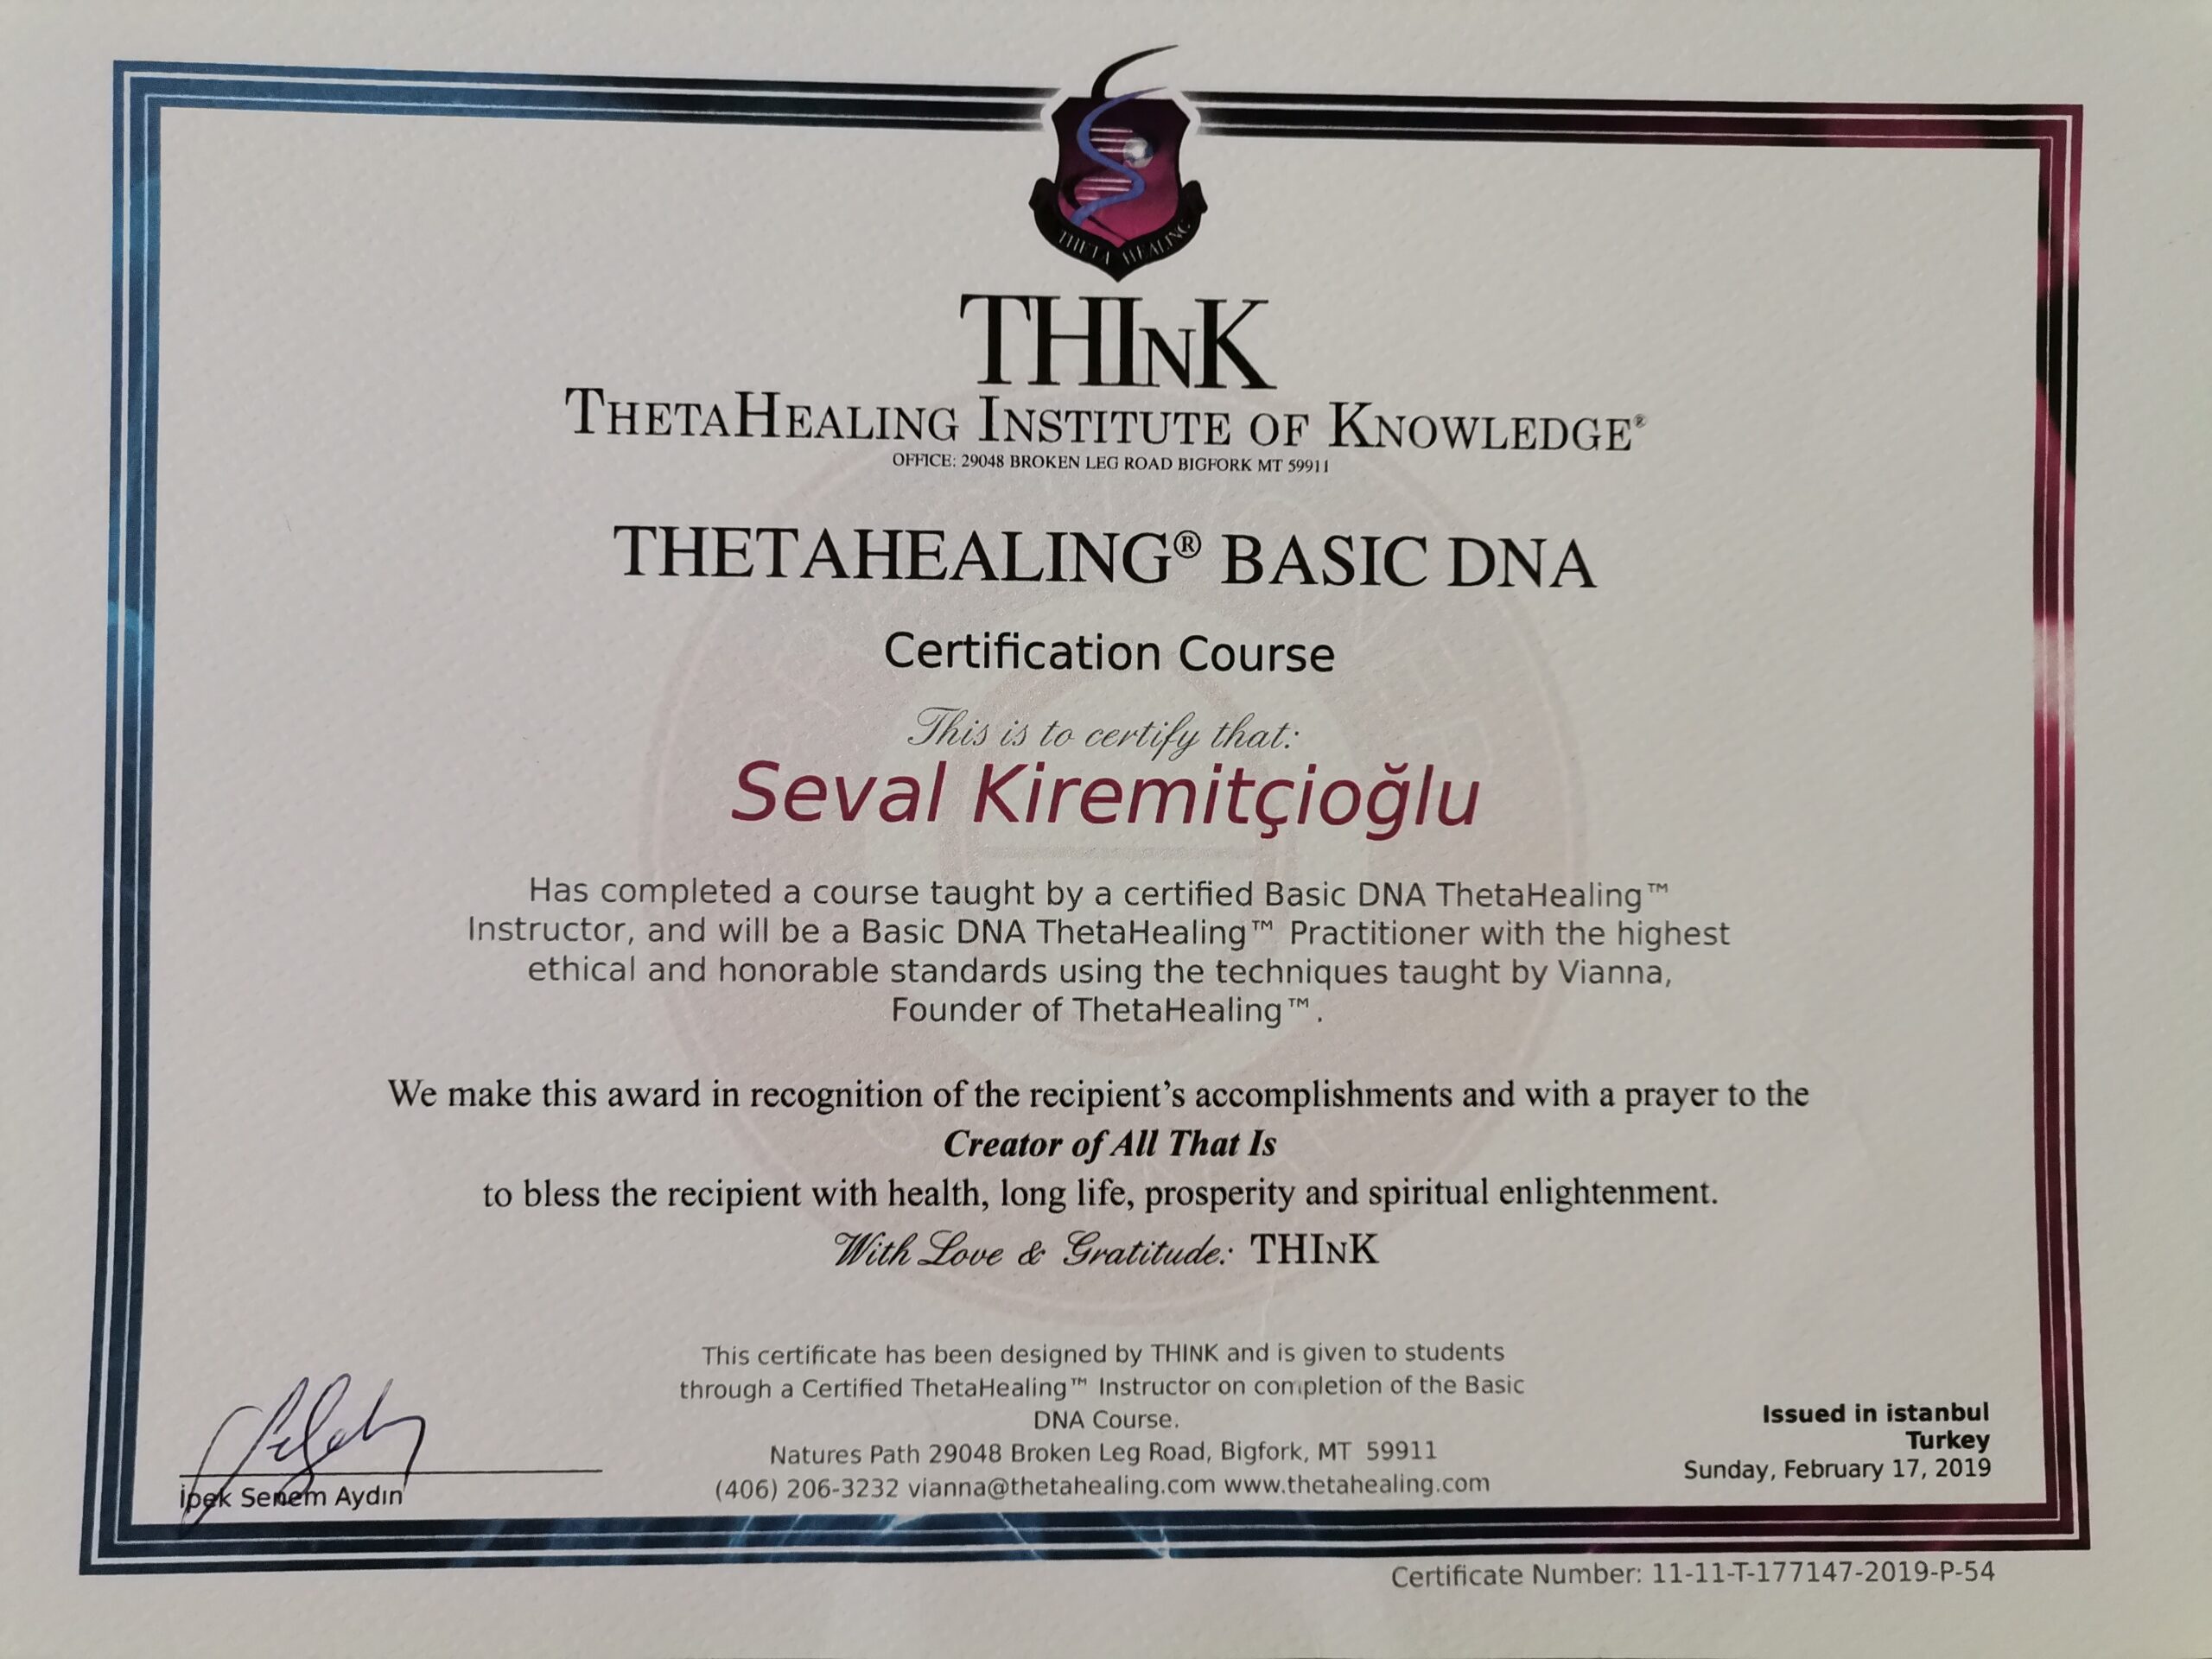 THETA HEALING
THINK
THETAHEALING INSTITUTE OF KNOWLEDGE®
OFFICE: 29048 BROKEN LEG ROAD BIGFORK MT 59911
THETAHEALING® BASIC DNA
Certification Course
This is to certify that:
Seval Kiremitçioğlu
Has completed a course taught by a certified Basic DNA ThetaHealing™
Instructor, and will be a Basic DNA ThetaHealing™ Practitioner with the highest
ethical and honorable standards using the techniques taught by Vianna,
Founder of ThetaHealing™.
We make this award in recognition of the recipient's accomplishments and with a prayer to the
Creator of All That Is
to bless the recipient with health, long life, prosperity and spiritual enlightenment.
With Love & Gratitude: THINK
This certificate has been designed by THINK and is given to students
through a Certified ThetaHealing™ Instructor on completion of the Basic
DNA Course.
Natures Path 29048 Broken Leg Road, Bigfork, MT 59911
(406) 206-3232 vianna@thetahealing.com www.thetahealing.com
İpek Senem Aydın
Issued in istanbul
Turkey
Sunday, February 17, 2019
Certificate Number: 11-11-T-177147-2019-P-54